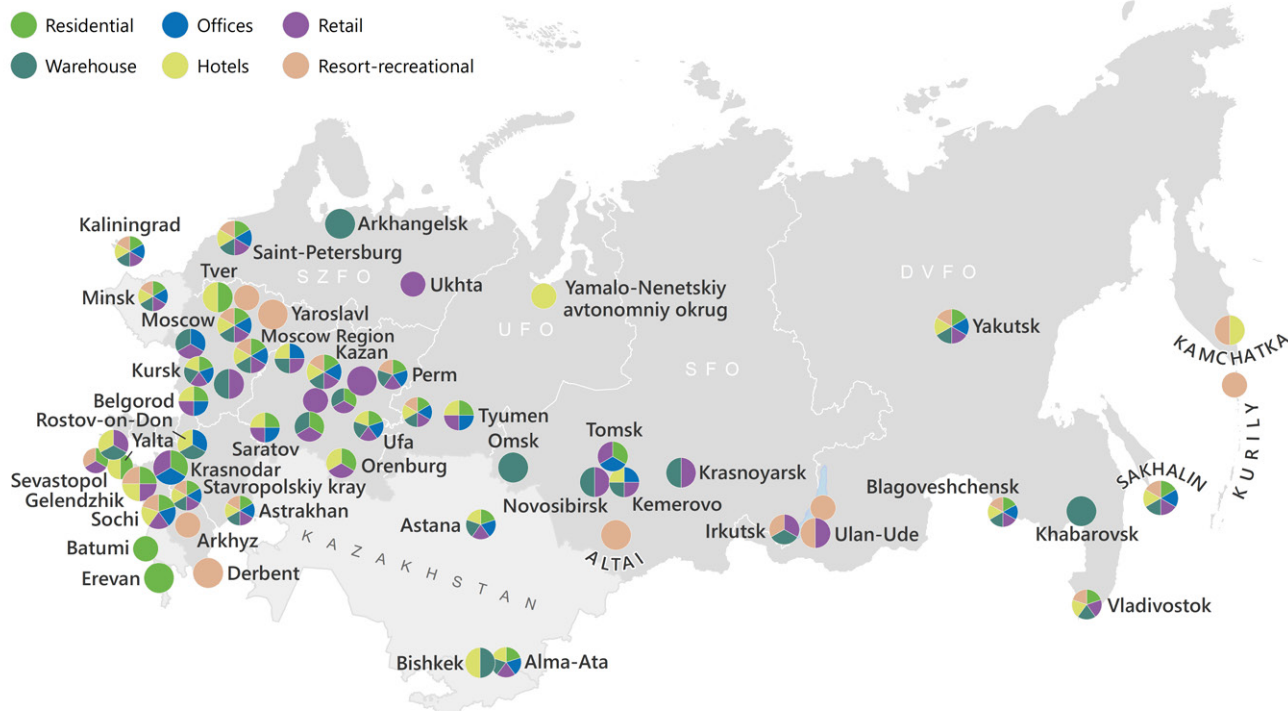 Residential
Offices
Retail
Warehouse
Hotels
Resort-recreational
Kaliningrad
Arkhangelsk
Saint-Petersburg
SZFO
Tver
Ukhta
Yamalo-Nenetskiy
avtonomniy okrug
DVFO
Minsk
Yaroslavl
Moscow
UFO
Yakutsk
KAMCHATKA
Moscow Region
Kazan
Kursk
Perm
SFO
Belgorod
Rostov-on-Don
Tyumen
KURILY
Yalta
Saratov
Ufa
Omsk
Tomsk
Sevastopol
Krasnodar
Orenburg
Krasnoyarsk
SAKHALIN
Gelendzhik
Stavropolskiy kray
Novosibirsk
Kemerovo
Blagoveshchensk
Sochi
Astrakhan
Astana
Irkutsk
Ulan-Ude
Khabarovsk
Arkhyz
ALTAI
Batumi
KAZAKHSTAN
Erevan
Derbent
Vladivostok
Bishkek
Alma-Ata